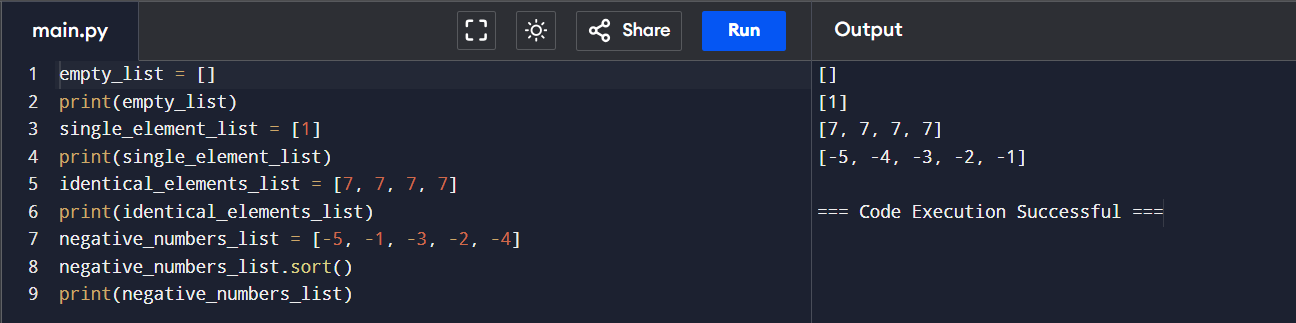 main.py
Share
Run
Output
1 empty_list = []
2 print(empty_list)
3 single_element_list = [1]
4 print(single_element_list)
5 identical_elements_list = [7, 7, 7, 7]
6 print(identical_elements_list)
7 negative_numbers_list = [-5, -1, -3, -2, -4]
8 negative_numbers_list.sort()
9 print(negative_numbers_list)
[]
[1]
[7, 7, 7, 7]
[-5, -4, -3, -2, -1]
=== Code Execution Successful ===